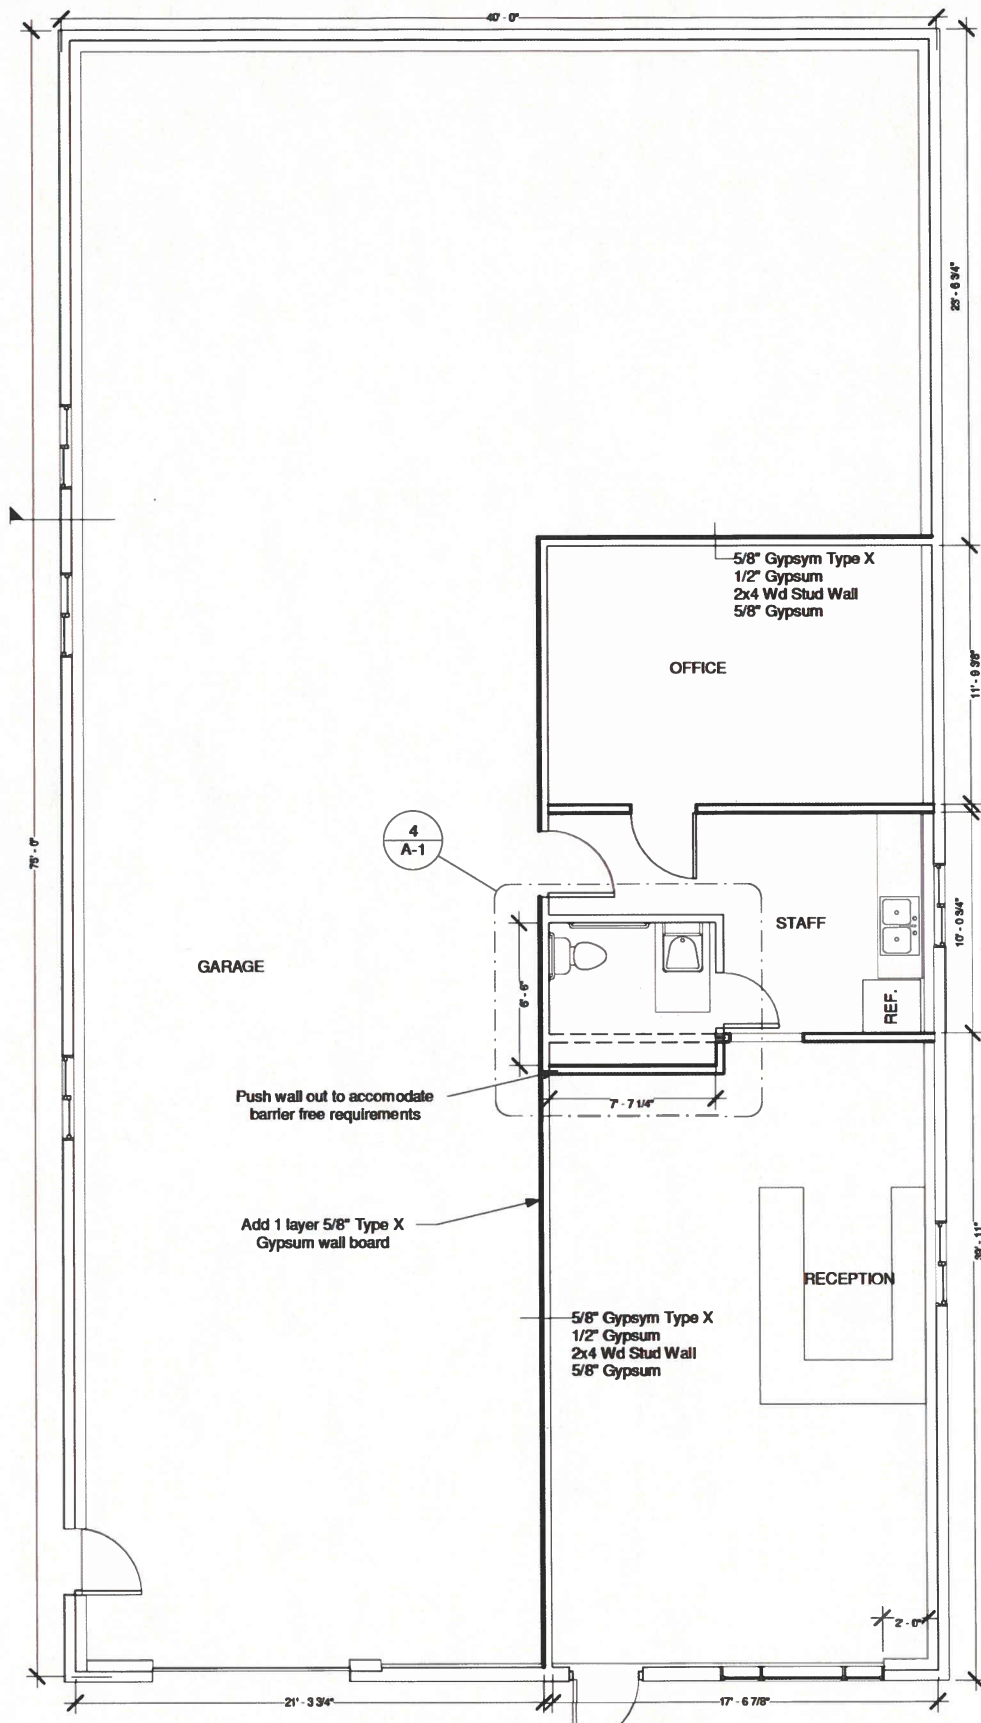 40' - 0"
23' - 6 3/4"
5/8" Gypsym Type X
1/2" Gypsum
2x4 Wd Stud Wall
5/8" Gypsum
OFFICE
11' - 9 3/8"
4
A-1
STAFF
10' - 0 3/4"
GARAGE
6' - 6"
REF.
Push wall out to accomodate
barrier free requirements
7' - 7 1/4"
Add 1 layer 5/8" Type X
Gypsum wall board
RECEPTION
5/8" Gypsym Type X
1/2" Gypsum
2x4 Wd Stud Wall
5/8" Gypsum
2' - 0"
21' - 3 3/4"
17' - 6 7/8"